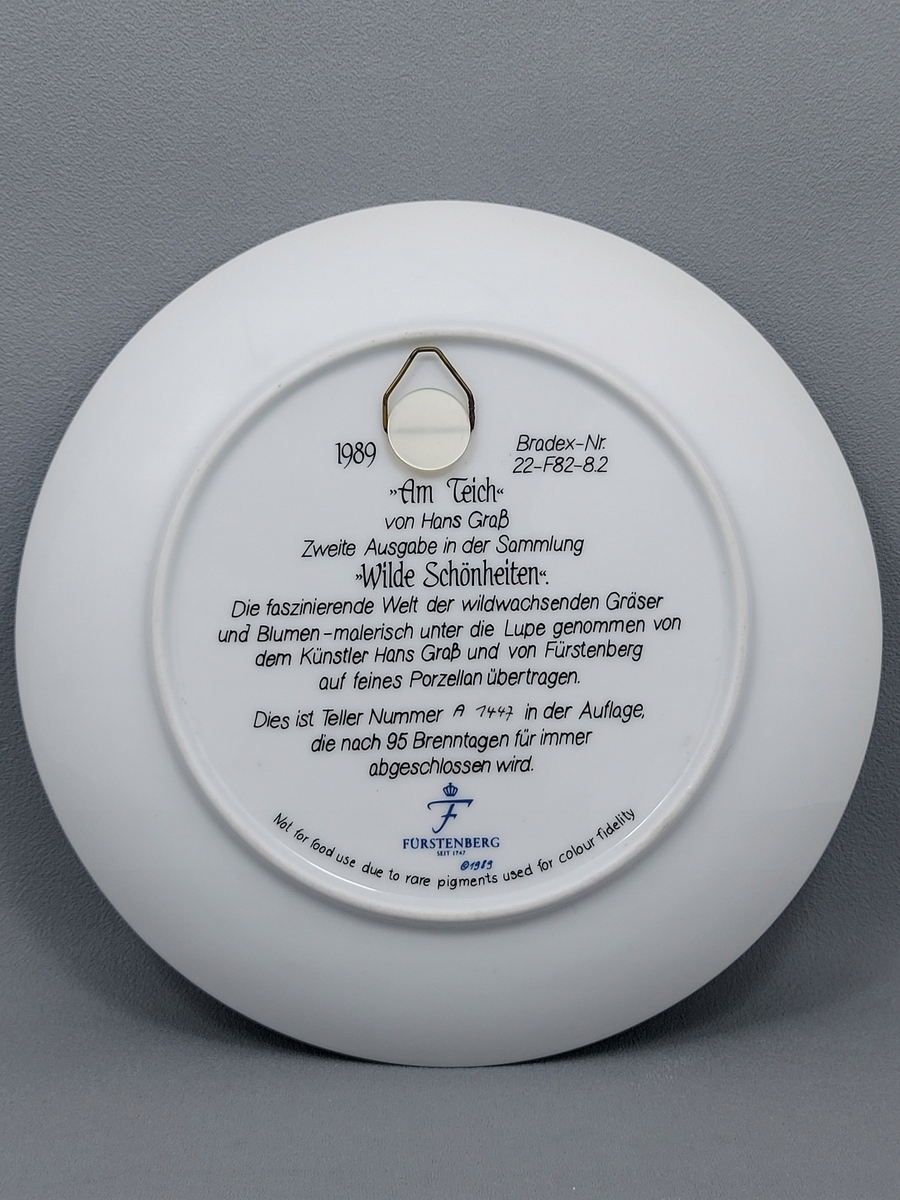 1989
Bradex-Nr.
22-F82-8.2
»Am Teich«
von Hans Graß
Zweite Ausgabe in der Sammlung
»Wilde Schönheiten«.
Die faszinierende Welt der wildwachsenden Gräser
und Blumen-malerisch unter die Lupe genommen von
dem Künstler Hans Graß und von Fürstenberg
auf feines Porzellan übertragen.
Dies ist Teller Nummer A 1447 in der Auflage,
die nach 95 Brenntagen für immer
abgeschlossen wird.
F
FÜRSTENBERG
SEIT 1747
©1989
Not for food use due to rare pigments used for colour fidelity